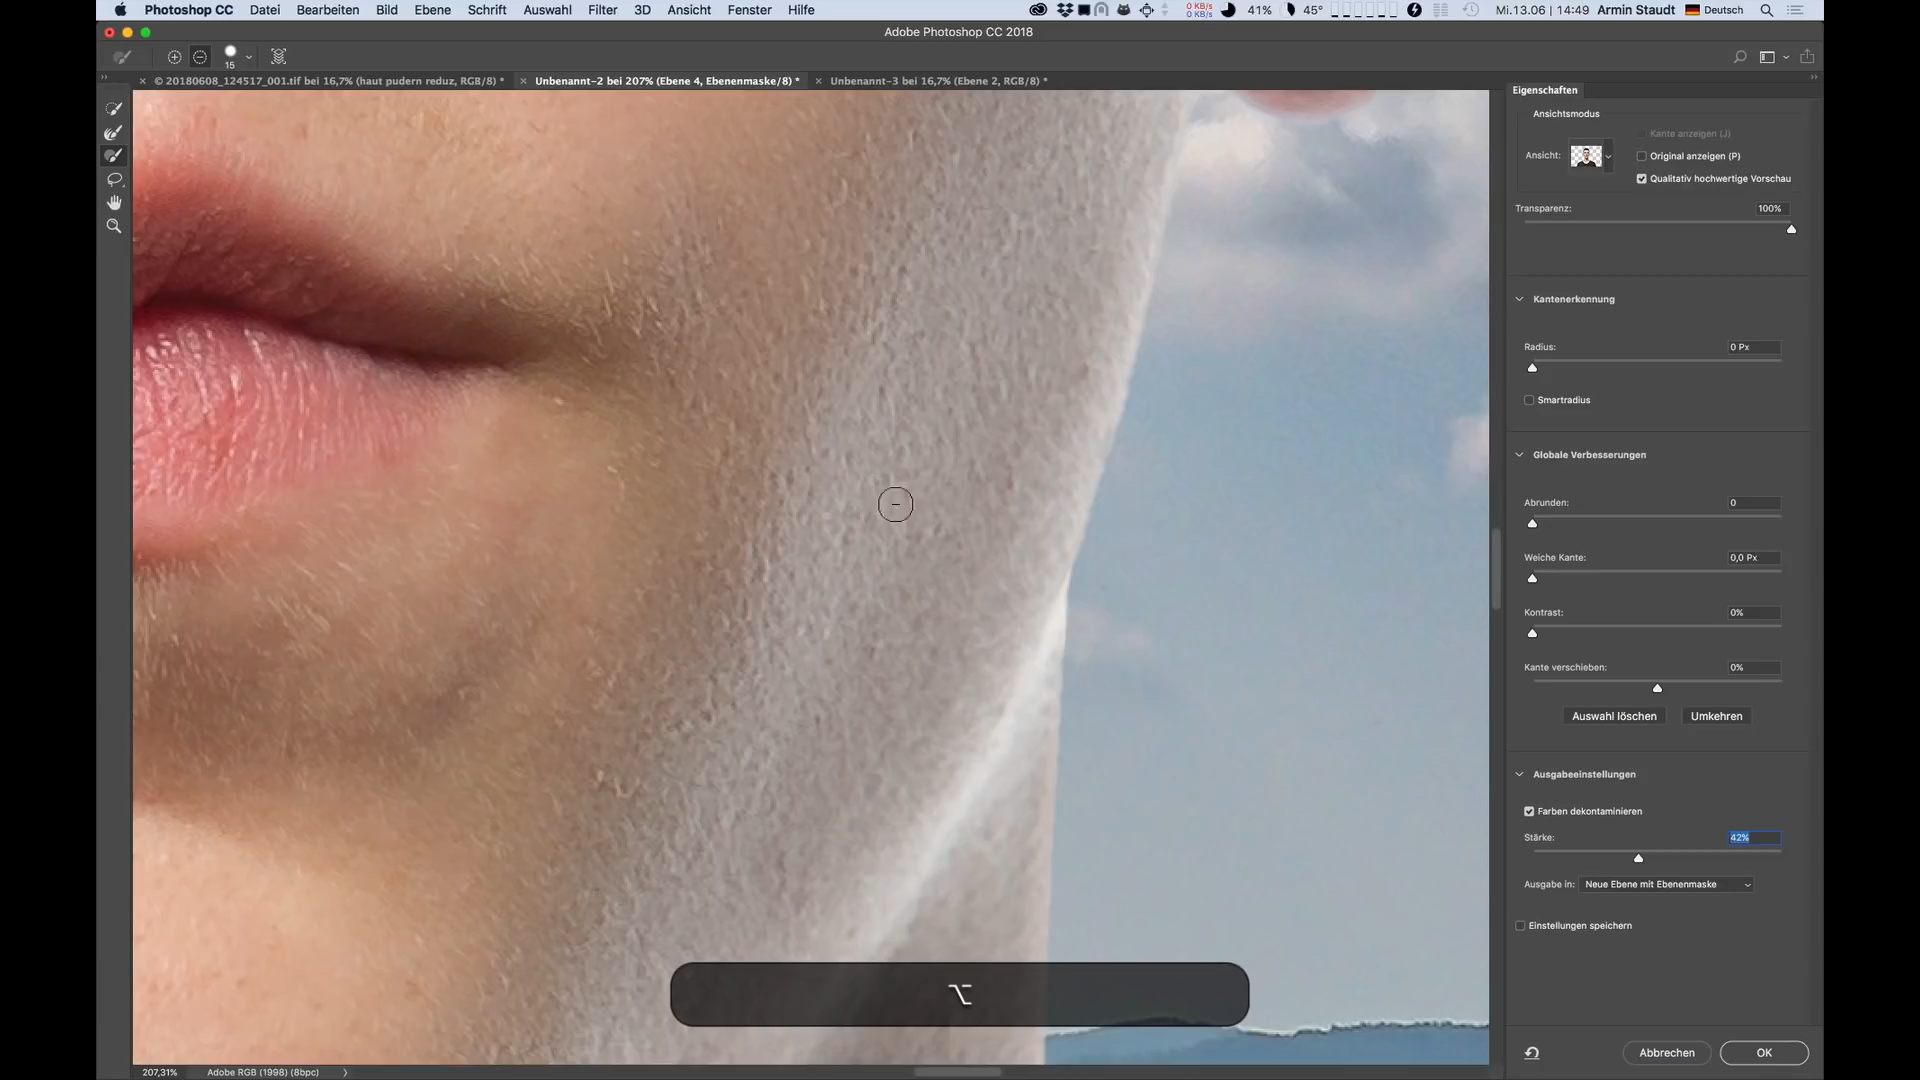 Photoshop CC Datei Bearbeiten Bild Ebene Schrift Auswahl Filter 3D Ansicht Fenster Hilfe 0 KB/s 0 KB/s 41% 45° Mi.13.06 | 14:49 Armin Staudt Deutsch
Adobe Photoshop CC 2018
15
© 20180608_124517_001.tif bei 16,7% (haut pudern reduz, RGB/8) *
Unbenannt-2 bei 207% (Ebene 4, Ebenenmaske/8) *
Unbenannt-3 bei 16,7% (Ebene 2, RGB/8) *
Eigenschaften
Ansichtsmodus
Kante anzeigen (J)
Ansicht:
Original anzeigen (P)
Qualitativ hochwertige Vorschau
Transparenz: 100%
Kantenerkennung
Radius: 0 Px
Smartradius
Globale Verbesserungen
Abrunden: 0
Weiche Kante: 0,0 Px
Kontrast: 0%
Kante verschieben: 0%
Auswahl löschen Umkehren
Ausgabeeinstellungen
Farben dekontaminieren
Stärke: 42%
Ausgabe in: Neue Ebene mit Ebenenmaske
Einstellungen speichern
⌥
Abbrechen OK
207,31% Adobe RGB (1998) (8bpc)